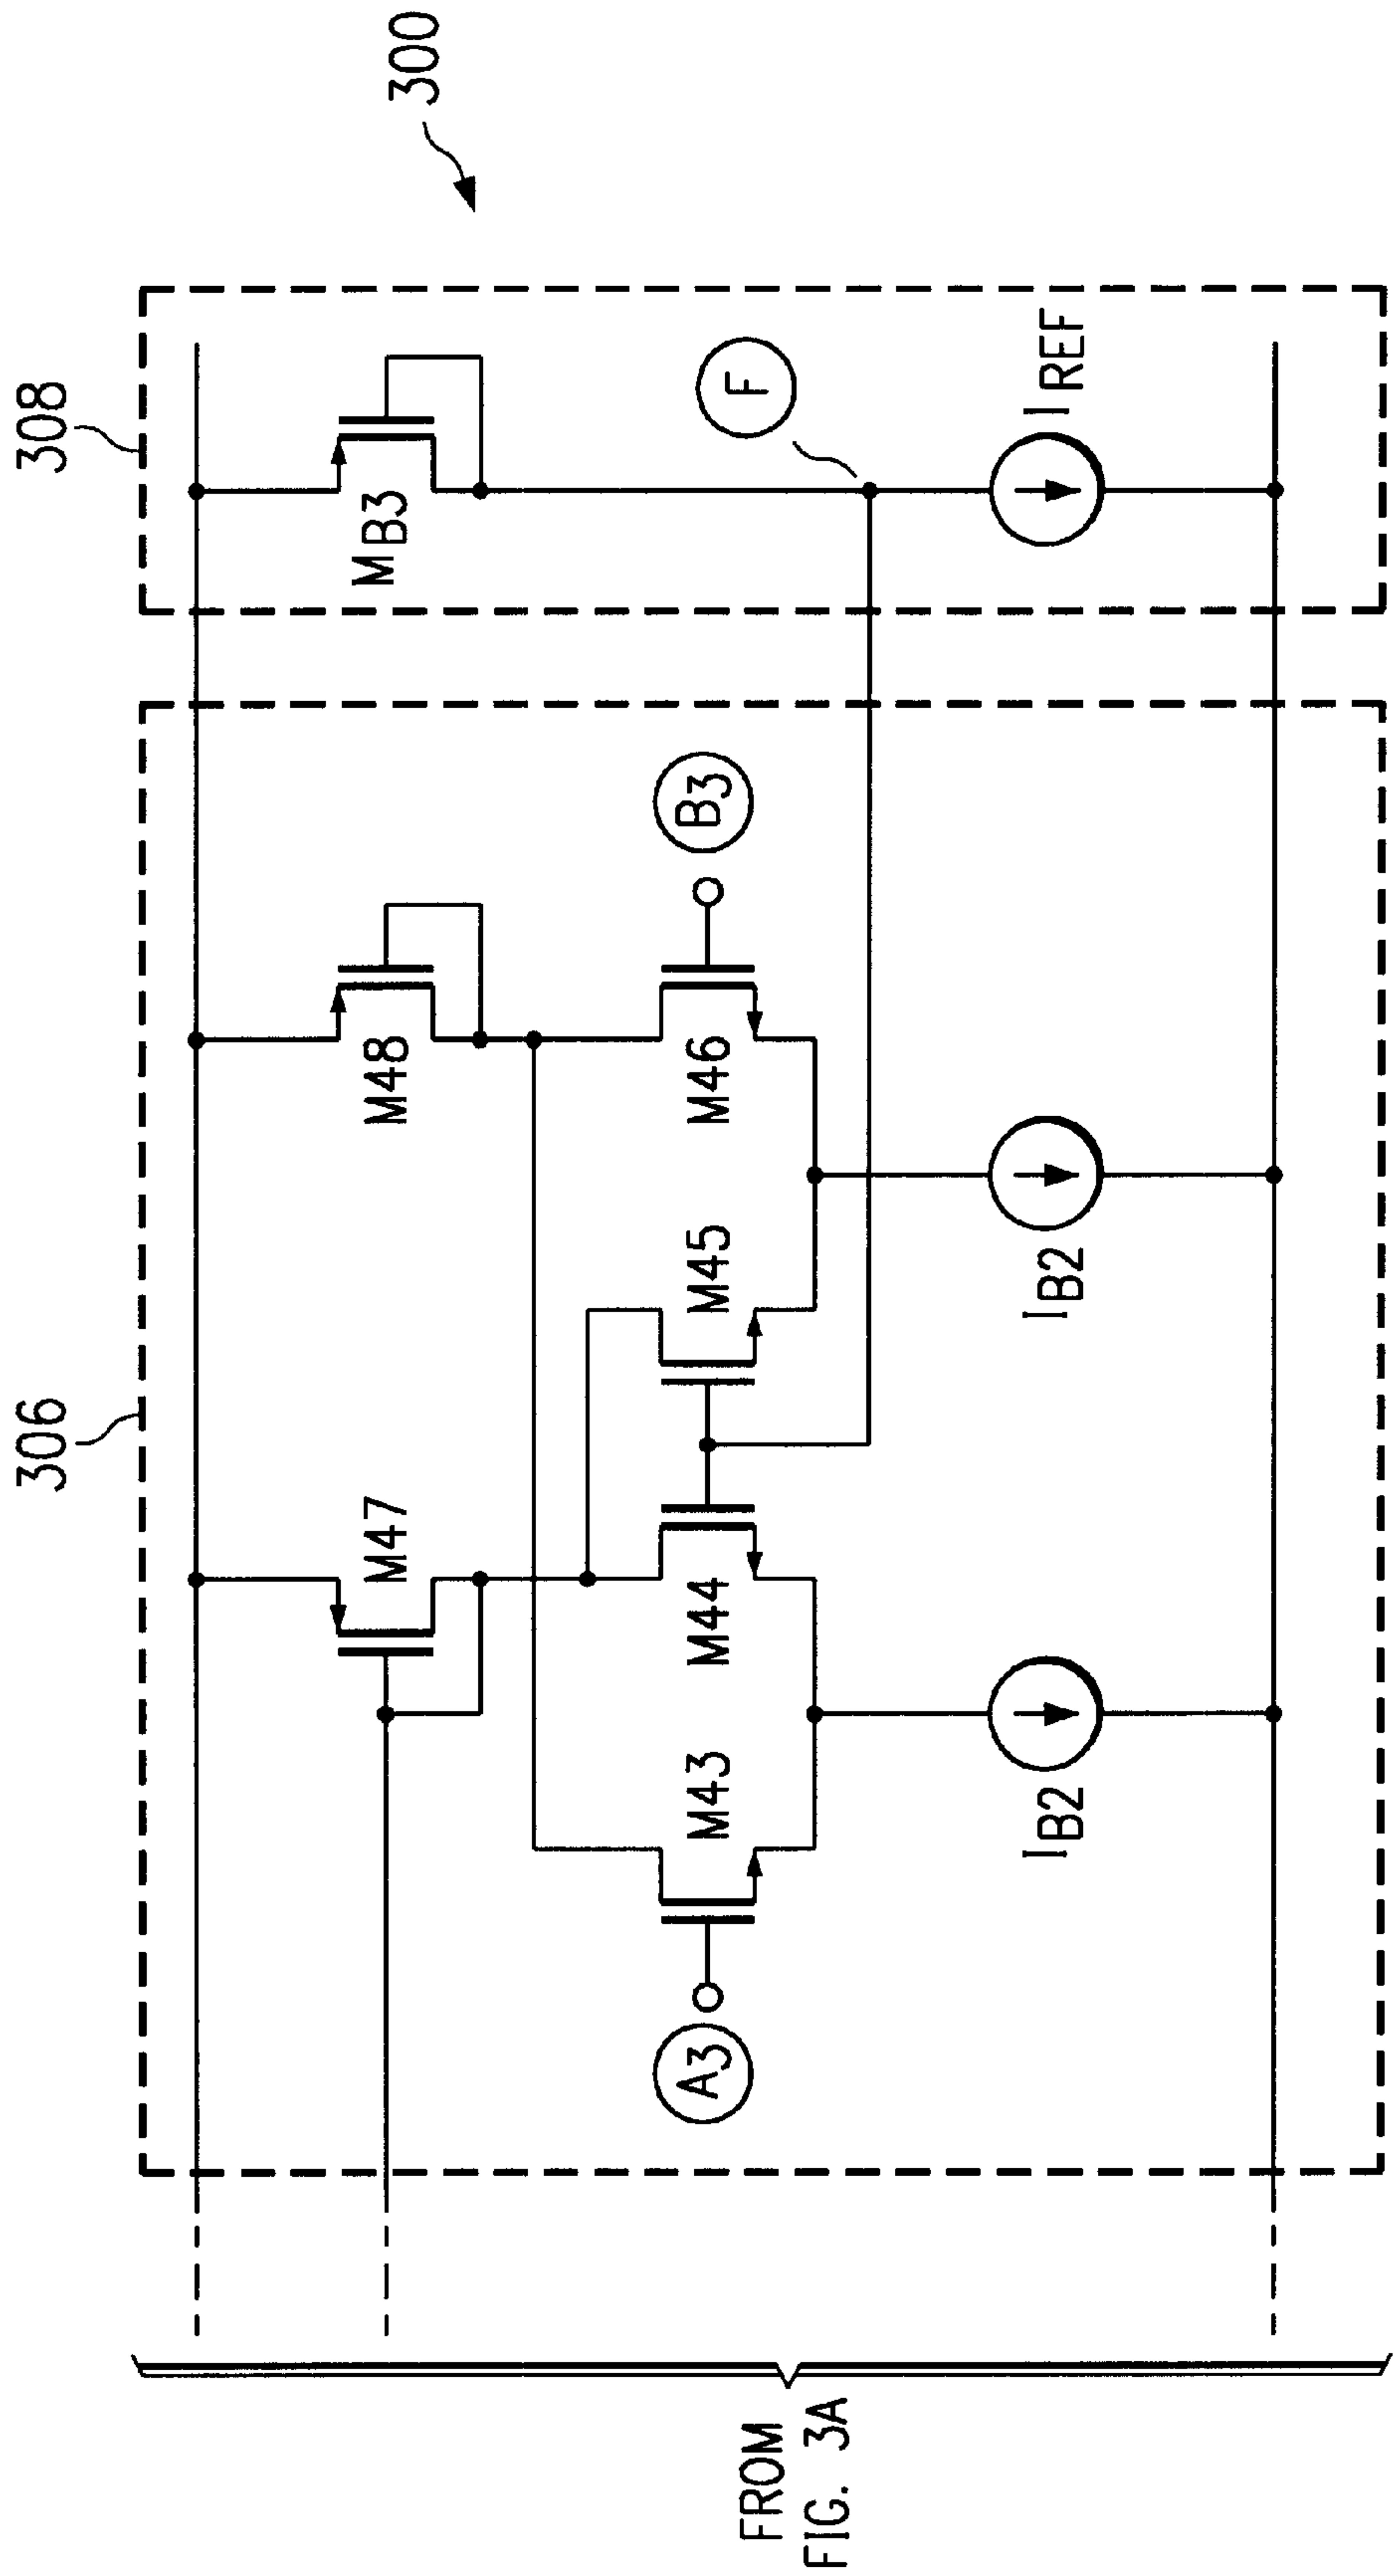 300
306
308
M47
M48
MB3
A3
M43
M44
M45
M46
B3
F
IB2
IB2
IREF
FROM
FIG. 3A